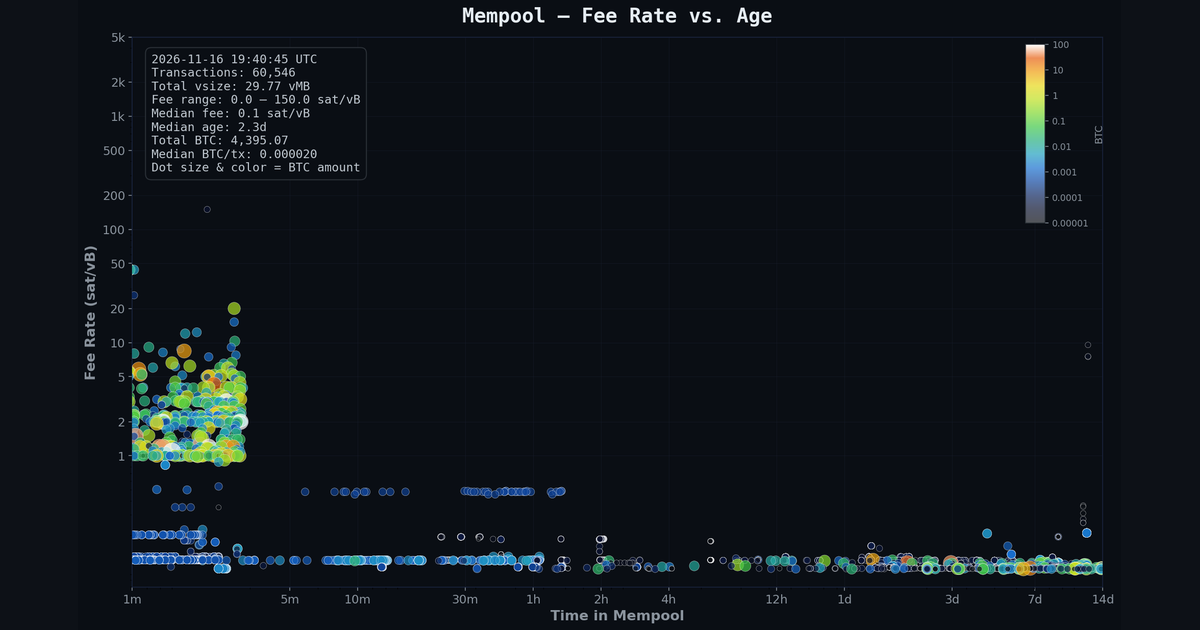 Mempool — Fee Rate vs. Age
2026-11-16 19:40:45 UTC
Transactions: 60,546
Total vsize: 29.77 vMB
Fee range: 0.0 – 150.0 sat/vB
Median fee: 0.1 sat/vB
Median age: 2.3d
Total BTC: 4,395.07
Median BTC/tx: 0.000020
Dot size & color = BTC amount
Fee Rate (sat/vB)
5k
2k
1k
500
200
100
50
20
10
5
2
1
100
10
1
0.1
0.01
0.001
0.0001
0.00001
BTC
1m
5m
10m
30m
1h
2h
4h
12h
1d
3d
7d
14d
Time in Mempool